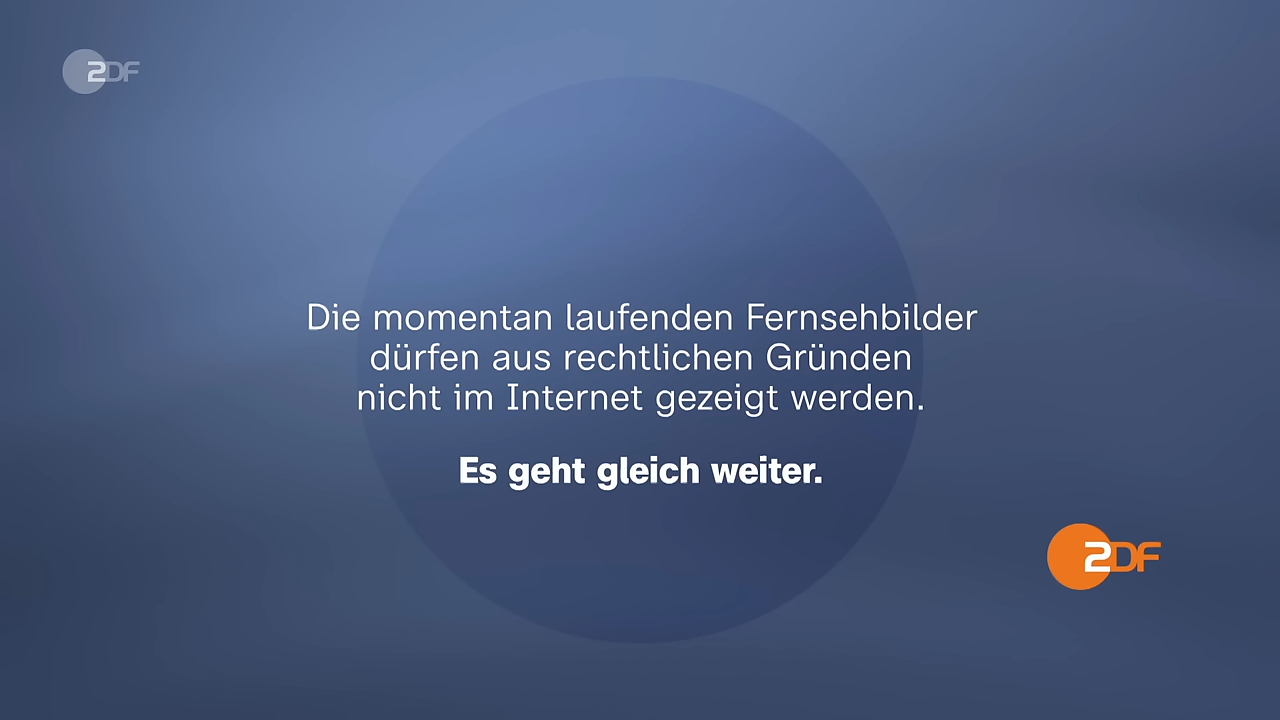 ZDF
Die momentan laufenden Fernsehbilder
dürfen aus rechtlichen Gründen
nicht im Internet gezeigt werden.
Es geht gleich weiter.
ZDF